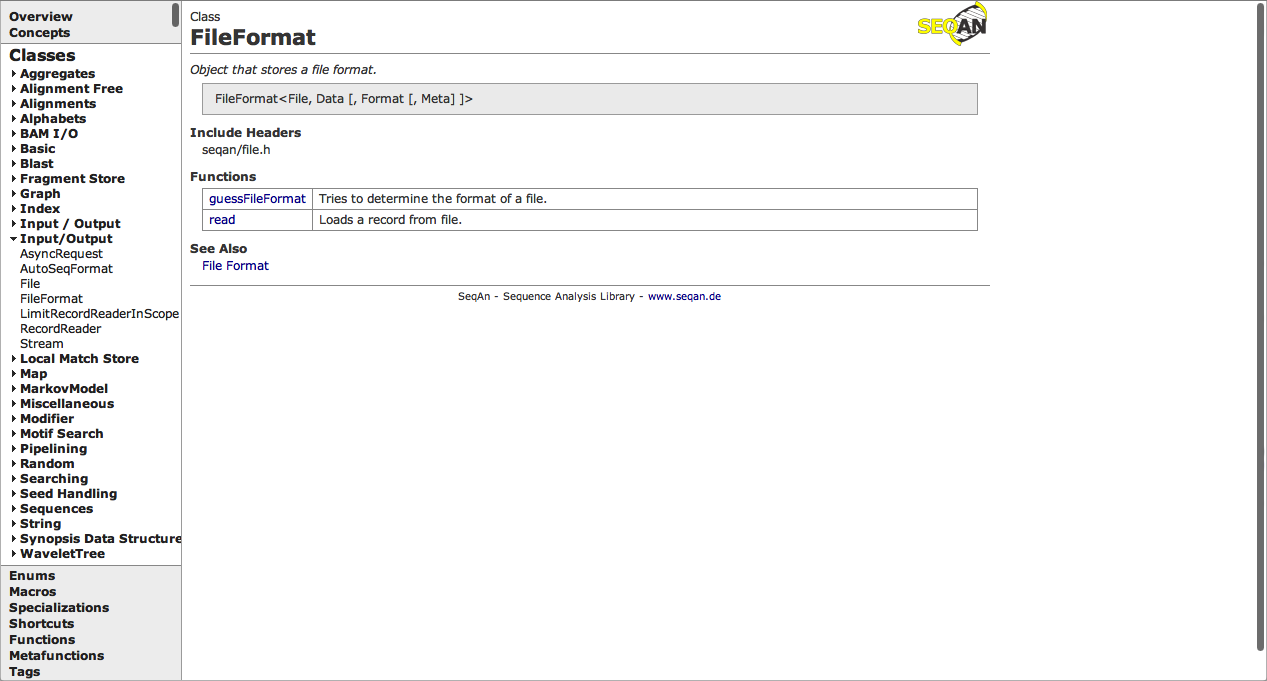 Overview
Concepts
Classes
Aggregates
Alignment Free
Alignments
Alphabets
BAM I/O
Basic
Blast
Fragment Store
Graph
Index
Input / Output
Input/Output
AsyncRequest
AutoSeqFormat
File
FileFormat
LimitRecordReaderInScope
RecordReader
Stream
Local Match Store
Map
MarkovModel
Miscellaneous
Modifier
Motif Search
Pipelining
Random
Searching
Seed Handling
Sequences
String
Synopsis Data Structure
WaveletTree
Enums
Macros
Specializations
Shortcuts
Functions
Metafunctions
Tags
Class
FileFormat
SEQAN
Object that stores a file format.
FileFormat<File, Data [, Format [, Meta] ]>
Include Headers
seqan/file.h
Functions
guessFileFormat Tries to determine the format of a file.
read Loads a record from file.
See Also
File Format
SeqAn - Sequence Analysis Library - www.seqan.de